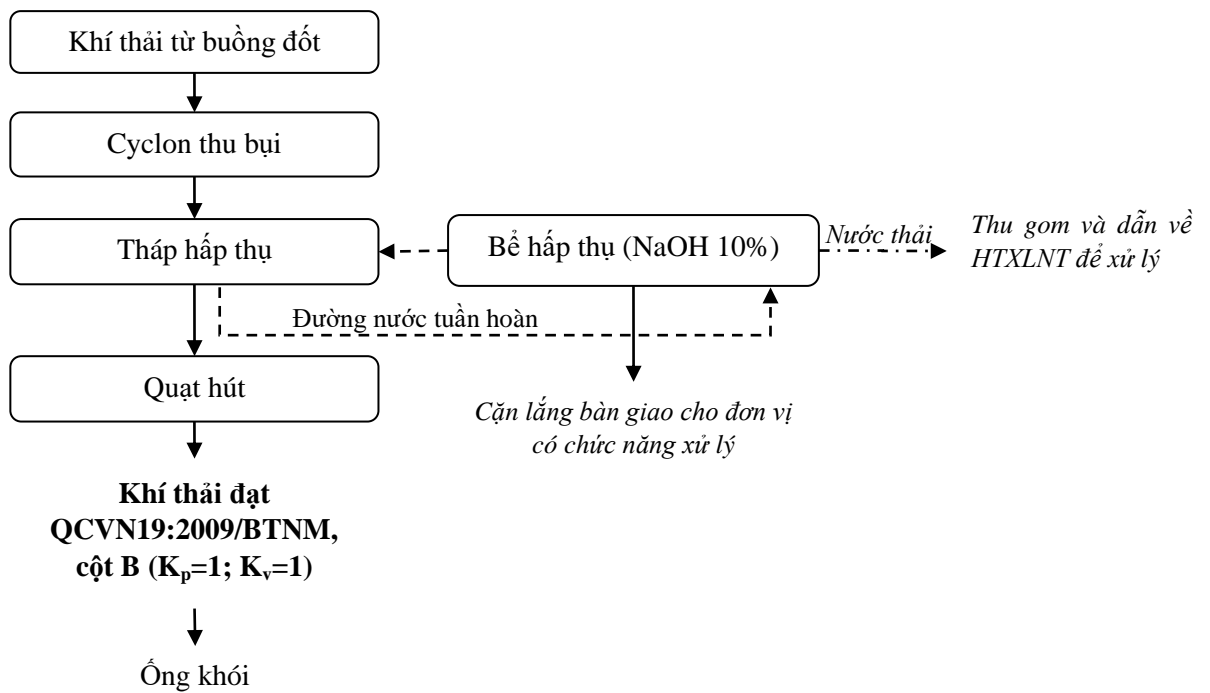 Khí thải từ buồng đốt
Cyclon thu bụi
Tháp hấp thụ
Bể hấp thụ (NaOH 10%)
Nước thải
Thu gom và dẫn về
HTXLNT để xử lý
Đường nước tuần hoàn
Quạt hút
Cặn lắng bàn giao cho đơn vị
có chức năng xử lý
Khí thải đạt
QCVN19:2009/BTNM,
cột B (Kp=1; Kv=1)
Ống khói